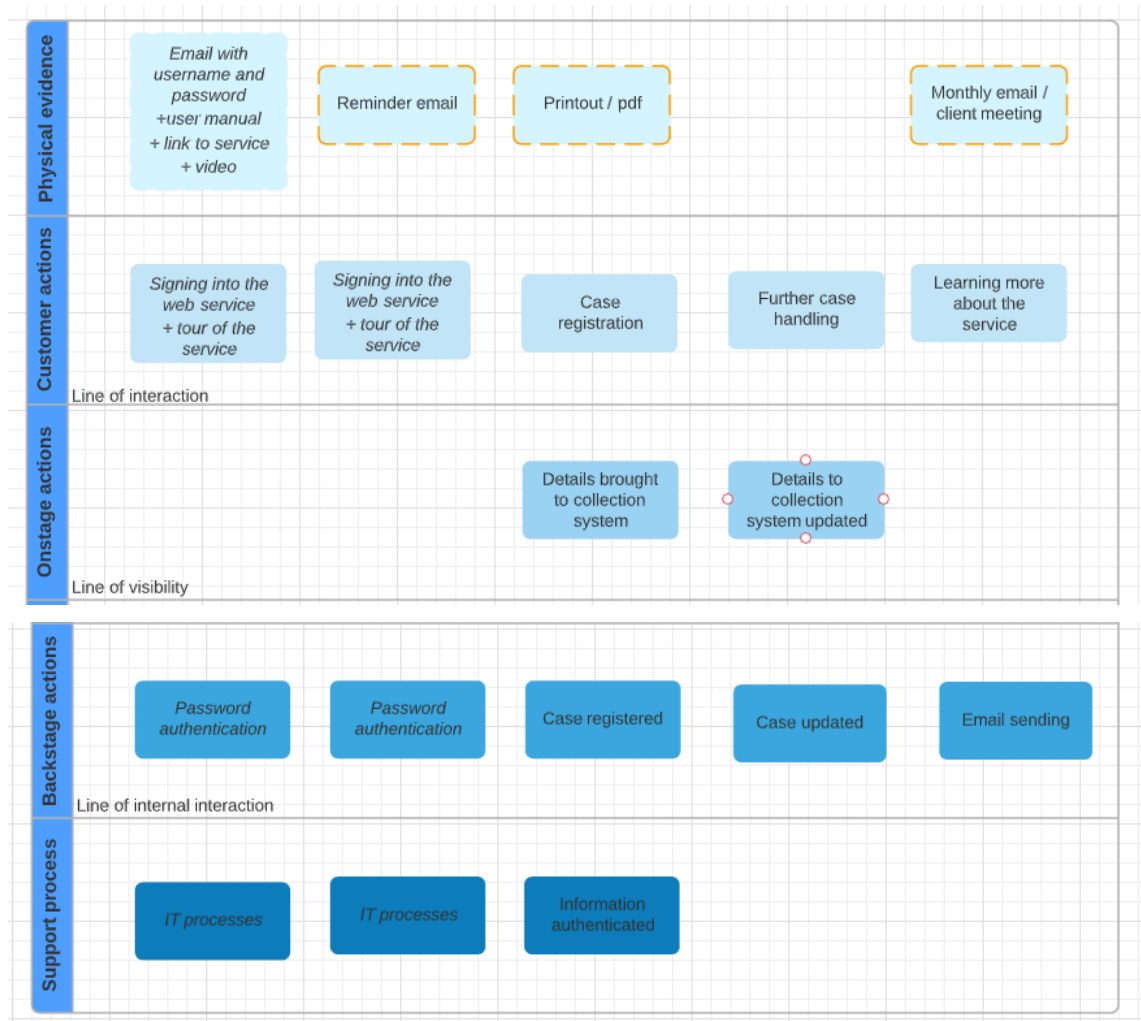 Physical evidence
Email with
username and
password
+user manual
+ link to service
+ video
Reminder email
Printout / pdf
Monthly email /
client meeting
Customer actions
Signing into the
web service
+ tour of the
service
Signing into the
web service
+ tour of the
service
Case
registration
Further case
handling
Learning more
about the
service
Line of interaction
Onstage actions
Details brought
to collection
system
Details to
collection
system updated
Line of visibility
Backstage actions
Password
authentication
Password
authentication
Case registered
Case updated
Email sending
Line of internal interaction
Support process
IT processes
IT processes
Information
authenticated